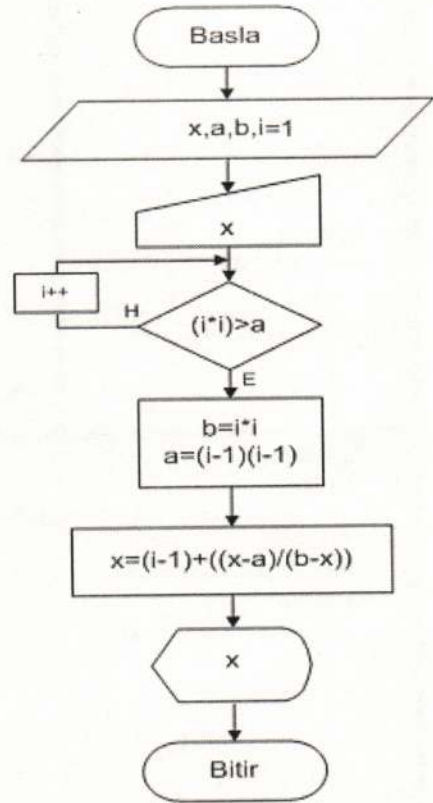 Basla
x,a,b,i=1
x
i++
H
(i*i)>a
E
b=i*i
a=(i-1)(i-1)
x=(i-1)+((x-a)/(b-x))
x
Bitir